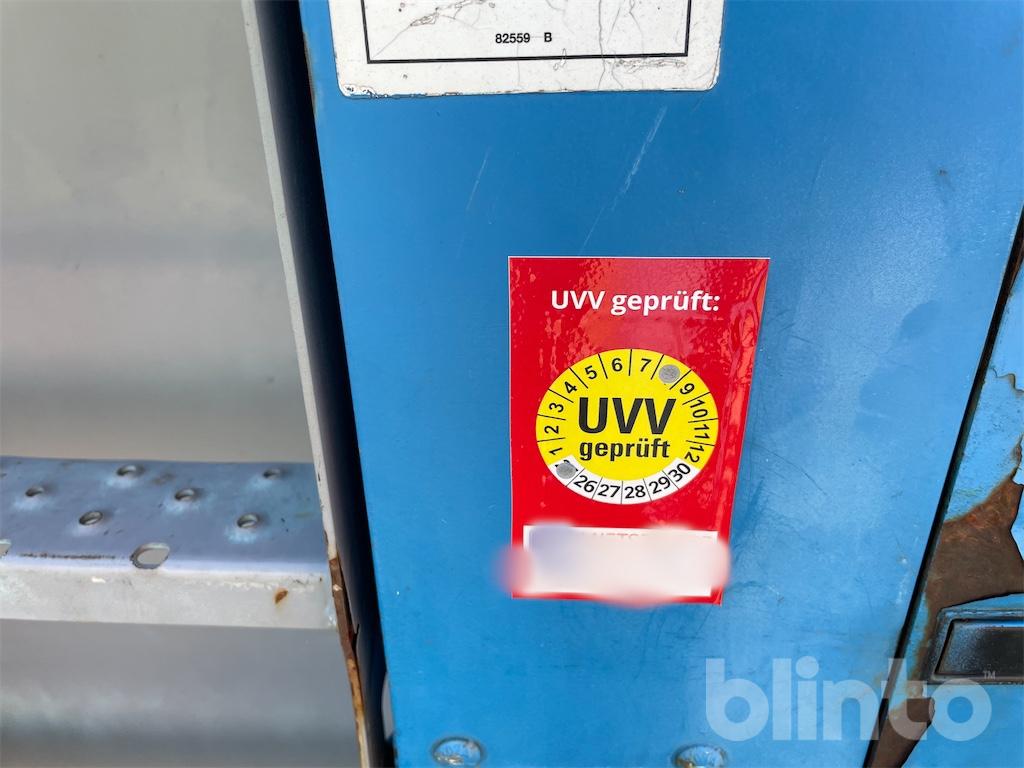 82559 B
UVV geprüft:
1 2 3 4 5 6 7 9 10 11 12
UVV
geprüft
26 27 28 29 30
blinto™